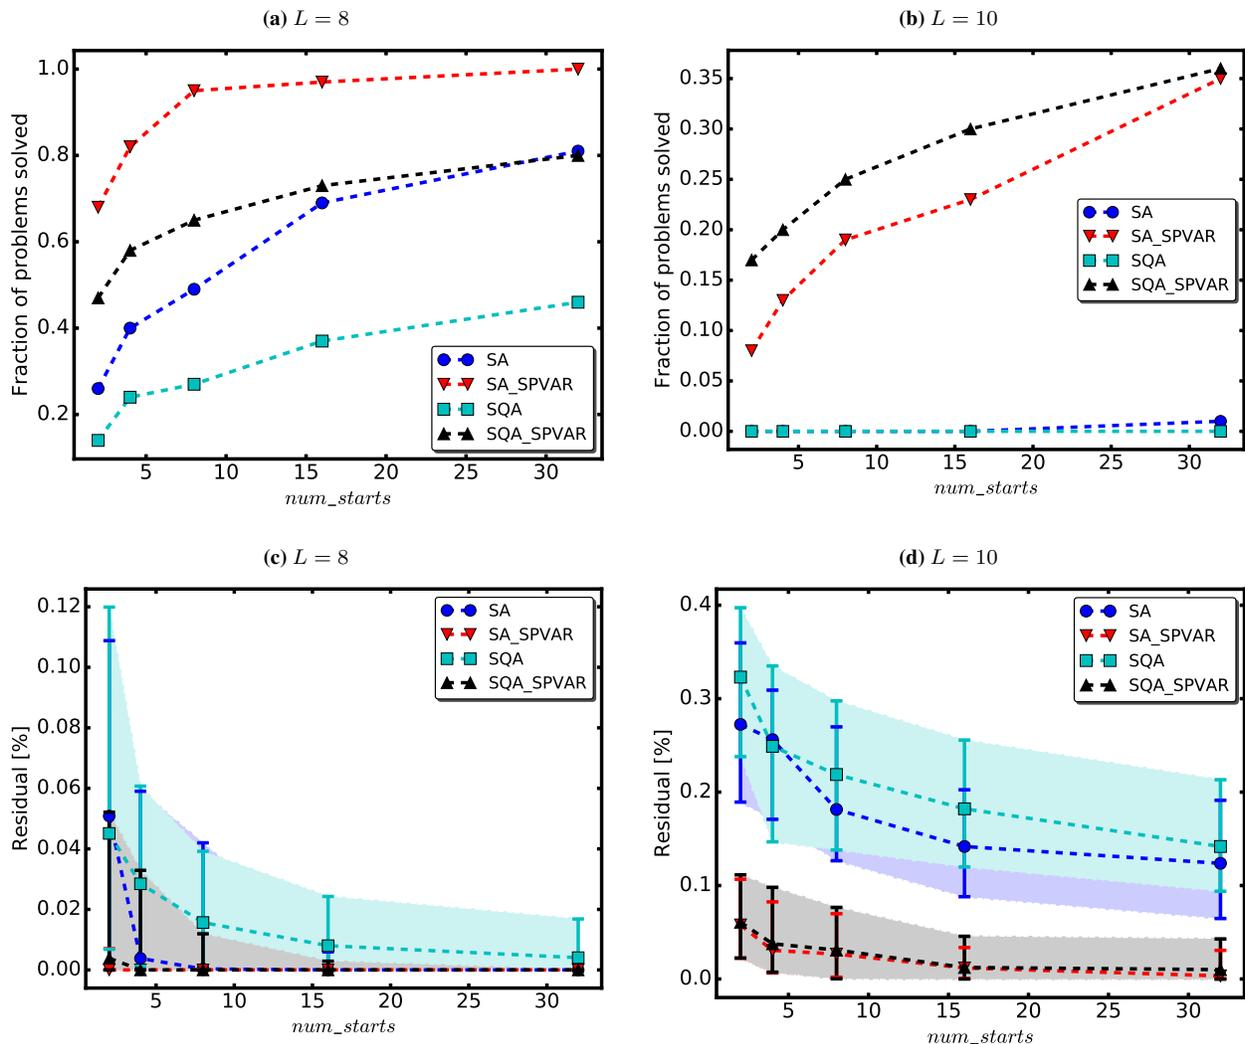 (a) L = 8
Fraction of problems solved
1.0
0.8
0.6
0.4
0.2
5 10 15 20 25 30
num_starts
SA
SA_SPVAR
SQA
SQA_SPVAR
(b) L = 10
Fraction of problems solved
0.35
0.30
0.25
0.20
0.15
0.10
0.05
0.00
5 10 15 20 25 30
num_starts
SA
SA_SPVAR
SQA
SQA_SPVAR
(c) L = 8
Residual [%]
0.12
0.10
0.08
0.06
0.04
0.02
0.00
5 10 15 20 25 30
num_starts
SA
SA_SPVAR
SQA
SQA_SPVAR
(d) L = 10
Residual [%]
0.4
0.3
0.2
0.1
0.0
5 10 15 20 25 30
num_starts
SA
SA_SPVAR
SQA
SQA_SPVAR